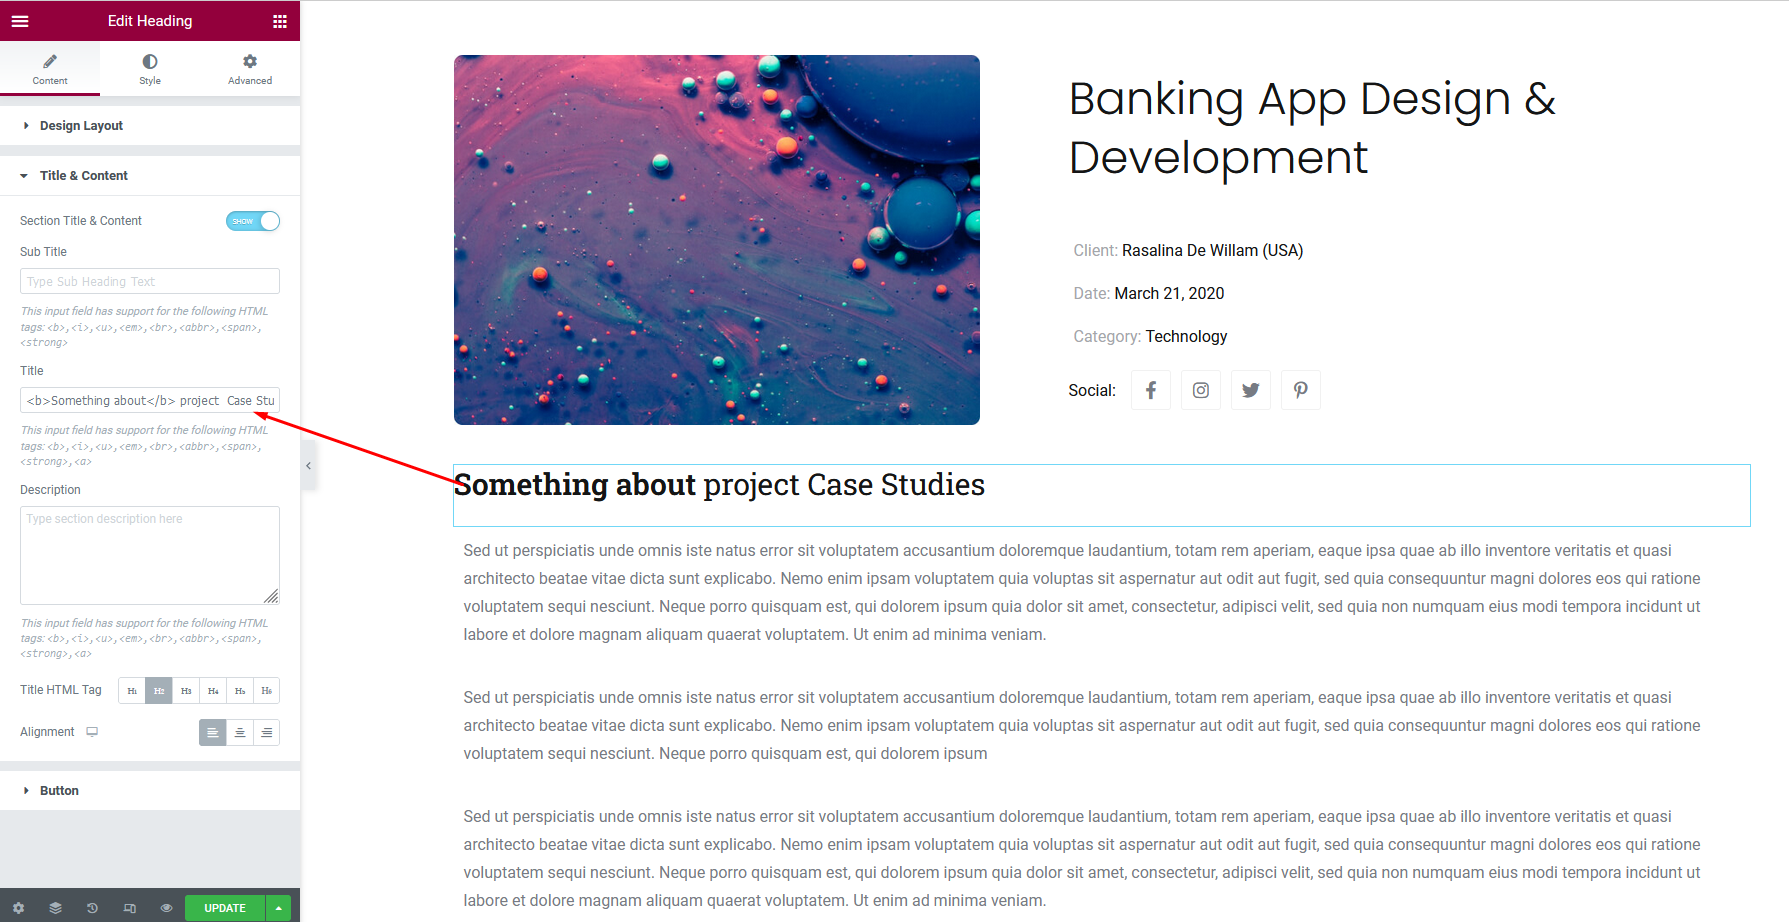 Edit Heading
Content
Style
Advanced
Design Layout
Title & Content
Section Title & Content
SHOW
Sub Title
Type Sub Heading Text
This input field has support for the following HTML
tags: <b>,<i>,<u>,<em>,<br>,<abbr>,<span>,
<strong>
Title
<b>Something about</b> project  Case Stu
This input field has support for the following HTML
tags: <b>,<i>,<u>,<em>,<br>,<abbr>,<span>,
<strong>,<a>
Description
Type section description here
This input field has support for the following HTML
tags: <b>,<i>,<u>,<em>,<br>,<abbr>,<span>,
<strong>,<a>
Title HTML Tag
H1 H2 H3 H4 H5 H6
Alignment
Button
UPDATE
Banking App Design &
Development
Client: Rasalina De Willam (USA)
Date: March 21, 2020
Category: Technology
Social:
Something about project Case Studies
Sed ut perspiciatis unde omnis iste natus error sit voluptatem accusantium doloremque laudantium, totam rem aperiam, eaque ipsa quae ab illo inventore veritatis et quasi
architecto beatae vitae dicta sunt explicabo. Nemo enim ipsam voluptatem quia voluptas sit aspernatur aut odit aut fugit, sed quia consequuntur magni dolores eos qui ratione
voluptatem sequi nesciunt. Neque porro quisquam est, qui dolorem ipsum quia dolor sit amet, consectetur, adipisci velit, sed quia non numquam eius modi tempora incidunt ut
labore et dolore magnam aliquam quaerat voluptatem. Ut enim ad minima veniam.
Sed ut perspiciatis unde omnis iste natus error sit voluptatem accusantium doloremque laudantium, totam rem aperiam, eaque ipsa quae ab illo inventore veritatis et quasi
architecto beatae vitae dicta sunt explicabo. Nemo enim ipsam voluptatem quia voluptas sit aspernatur aut odit aut fugit, sed quia consequuntur magni dolores eos qui ratione
voluptatem sequi nesciunt. Neque porro quisquam est, qui dolorem ipsum
Sed ut perspiciatis unde omnis iste natus error sit voluptatem accusantium doloremque laudantium, totam rem aperiam, eaque ipsa quae ab illo inventore veritatis et quasi
architecto beatae vitae dicta sunt explicabo. Nemo enim ipsam voluptatem quia voluptas sit aspernatur aut odit aut fugit, sed quia consequuntur magni dolores eos qui ratione
voluptatem sequi nesciunt. Neque porro quisquam est, qui dolorem ipsum quia dolor sit amet, consectetur, adipisci velit, sed quia non numquam eius modi tempora incidunt ut
labore et dolore magnam aliquam quaerat voluptatem. Ut enim ad minima veniam.